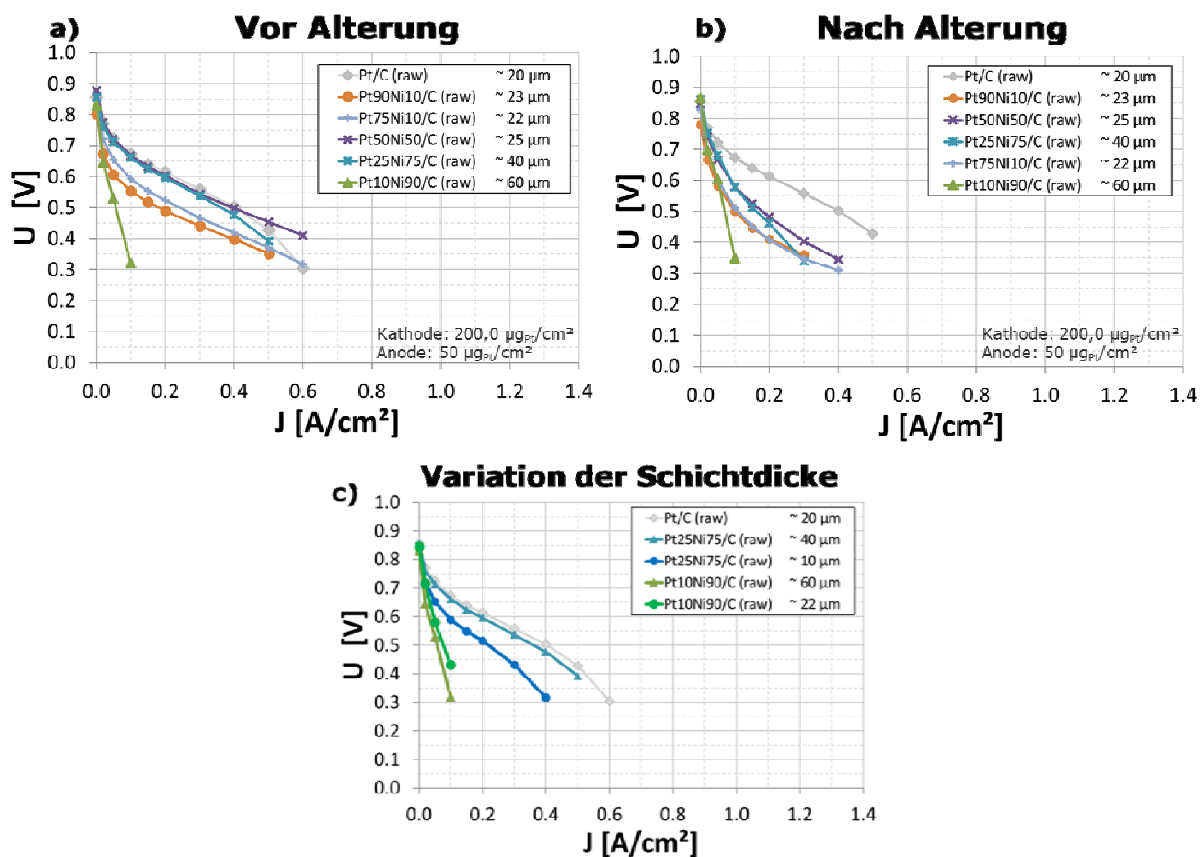 a) Vor Alterung
U [V]
1.0
0.9
0.8
0.7
0.6
0.5
0.4
0.3
0.2
0.1
0.0
Pt/C (raw) ~ 20 µm
Pt90Ni10/C (raw) ~ 23 µm
Pt75Ni10/C (raw) ~ 22 µm
Pt50Ni50/C (raw) ~ 25 µm
Pt25Ni75/C (raw) ~ 40 µm
Pt10Ni90/C (raw) ~ 60 µm
Kathode: 200,0 µgPt/cm²
Anode: 50 µgPt/cm²
0.0 0.2 0.4 0.6 0.8 1.0 1.2 1.4
J [A/cm²]
b) Nach Alterung
U [V]
1.0
0.9
0.8
0.7
0.6
0.5
0.4
0.3
0.2
0.1
0.0
Pt/C (raw) ~ 20 µm
Pt90Ni10/C (raw) ~ 23 µm
Pt50Ni50/C (raw) ~ 25 µm
Pt25Ni75/C (raw) ~ 40 µm
Pt75Ni10/C (raw) ~ 22 µm
Pt10Ni90/C (raw) ~ 60 µm
Kathode: 200,0 µgPt/cm²
Anode: 50 µgPt/cm²
0.0 0.2 0.4 0.6 0.8 1.0 1.2 1.4
J [A/cm²]
c) Variation der Schichtdicke
U [V]
1.0
0.9
0.8
0.7
0.6
0.5
0.4
0.3
0.2
0.1
0.0
Pt/C (raw) ~ 20 µm
Pt25Ni75/C (raw) ~ 40 µm
Pt25Ni75/C (raw) ~ 10 µm
Pt10Ni90/C (raw) ~ 60 µm
Pt10Ni90/C (raw) ~ 22 µm
0.0 0.2 0.4 0.6 0.8 1.0 1.2 1.4
J [A/cm²]